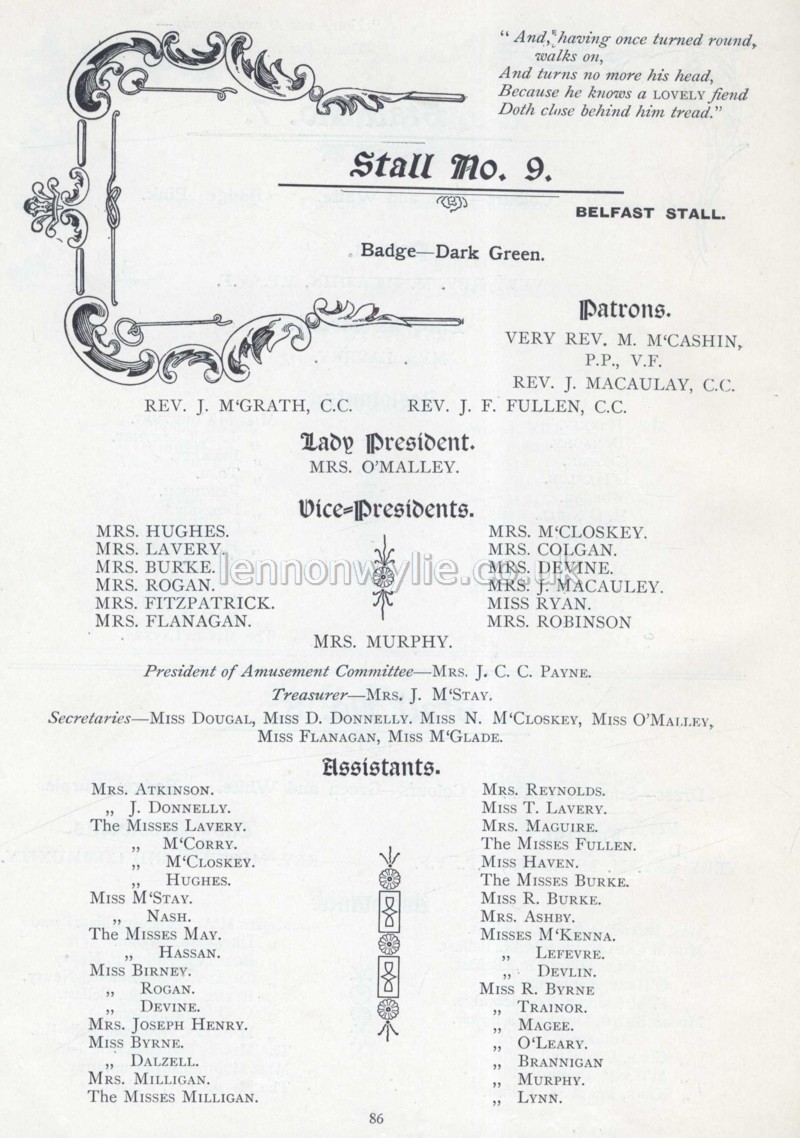 “ And, having once turned round,
walks on,
And turns no more his head,
Because he knows a LOVELY fiend
Doth close behind him tread.”
Stall No. 9.
BELFAST STALL.
Badge—Dark Green.
Patrons.
VERY REV. M. M‘CASHIN,
P.P., V.F.
REV. J. MACAULAY, C.C.
REV. J. M‘GRATH, C.C. REV. J. F. FULLEN, C.C.
Lady President.
MRS. O’MALLEY.
Vice-Presidents.
MRS. HUGHES.
MRS. LAVERY.
MRS. BURKE.
MRS. ROGAN.
MRS. FITZPATRICK.
MRS. FLANAGAN.
MRS. M‘CLOSKEY.
MRS. COLGAN.
MRS. DEVINE.
MRS. J. MACAULEY.
MISS RYAN.
MRS. ROBINSON
lennonwylie.co.uk
MRS. MURPHY.
President of Amusement Committee—MRS. J. C. C. PAYNE.
Treasurer—MRS. J. M‘STAY.
Secretaries—MISS DOUGAL, MISS D. DONNELLY. MISS N. M‘CLOSKEY, MISS O’MALLEY,
MISS FLANAGAN, MISS M‘GLADE.
Assistants.
MRS. ATKINSON.
„ J. DONNELLY.
The MISSES LAVERY.
„ M‘CORRY.
„ M‘CLOSKEY.
„ HUGHES.
MISS M‘STAY.
„ NASH.
The MISSES MAY.
„ HASSAN.
MISS BIRNEY.
„ ROGAN.
„ DEVINE.
MRS. JOSEPH HENRY.
MISS BYRNE.
„ DALZELL.
MRS. MILLIGAN.
The MISSES MILLIGAN.
MRS. REYNOLDS.
MISS T. LAVERY.
MRS. MAGUIRE.
The MISSES FULLEN.
MISS HAVEN.
The MISSES BURKE.
MISS R. BURKE.
MRS. ASHBY.
MISSES M‘KENNA.
„ LEFEVRE.
„ DEVLIN.
MISS R. BYRNE
„ TRAINOR.
„ MAGEE.
„ O‘LEARY.
„ BRANNIGAN
„ MURPHY.
„ LYNN.
86